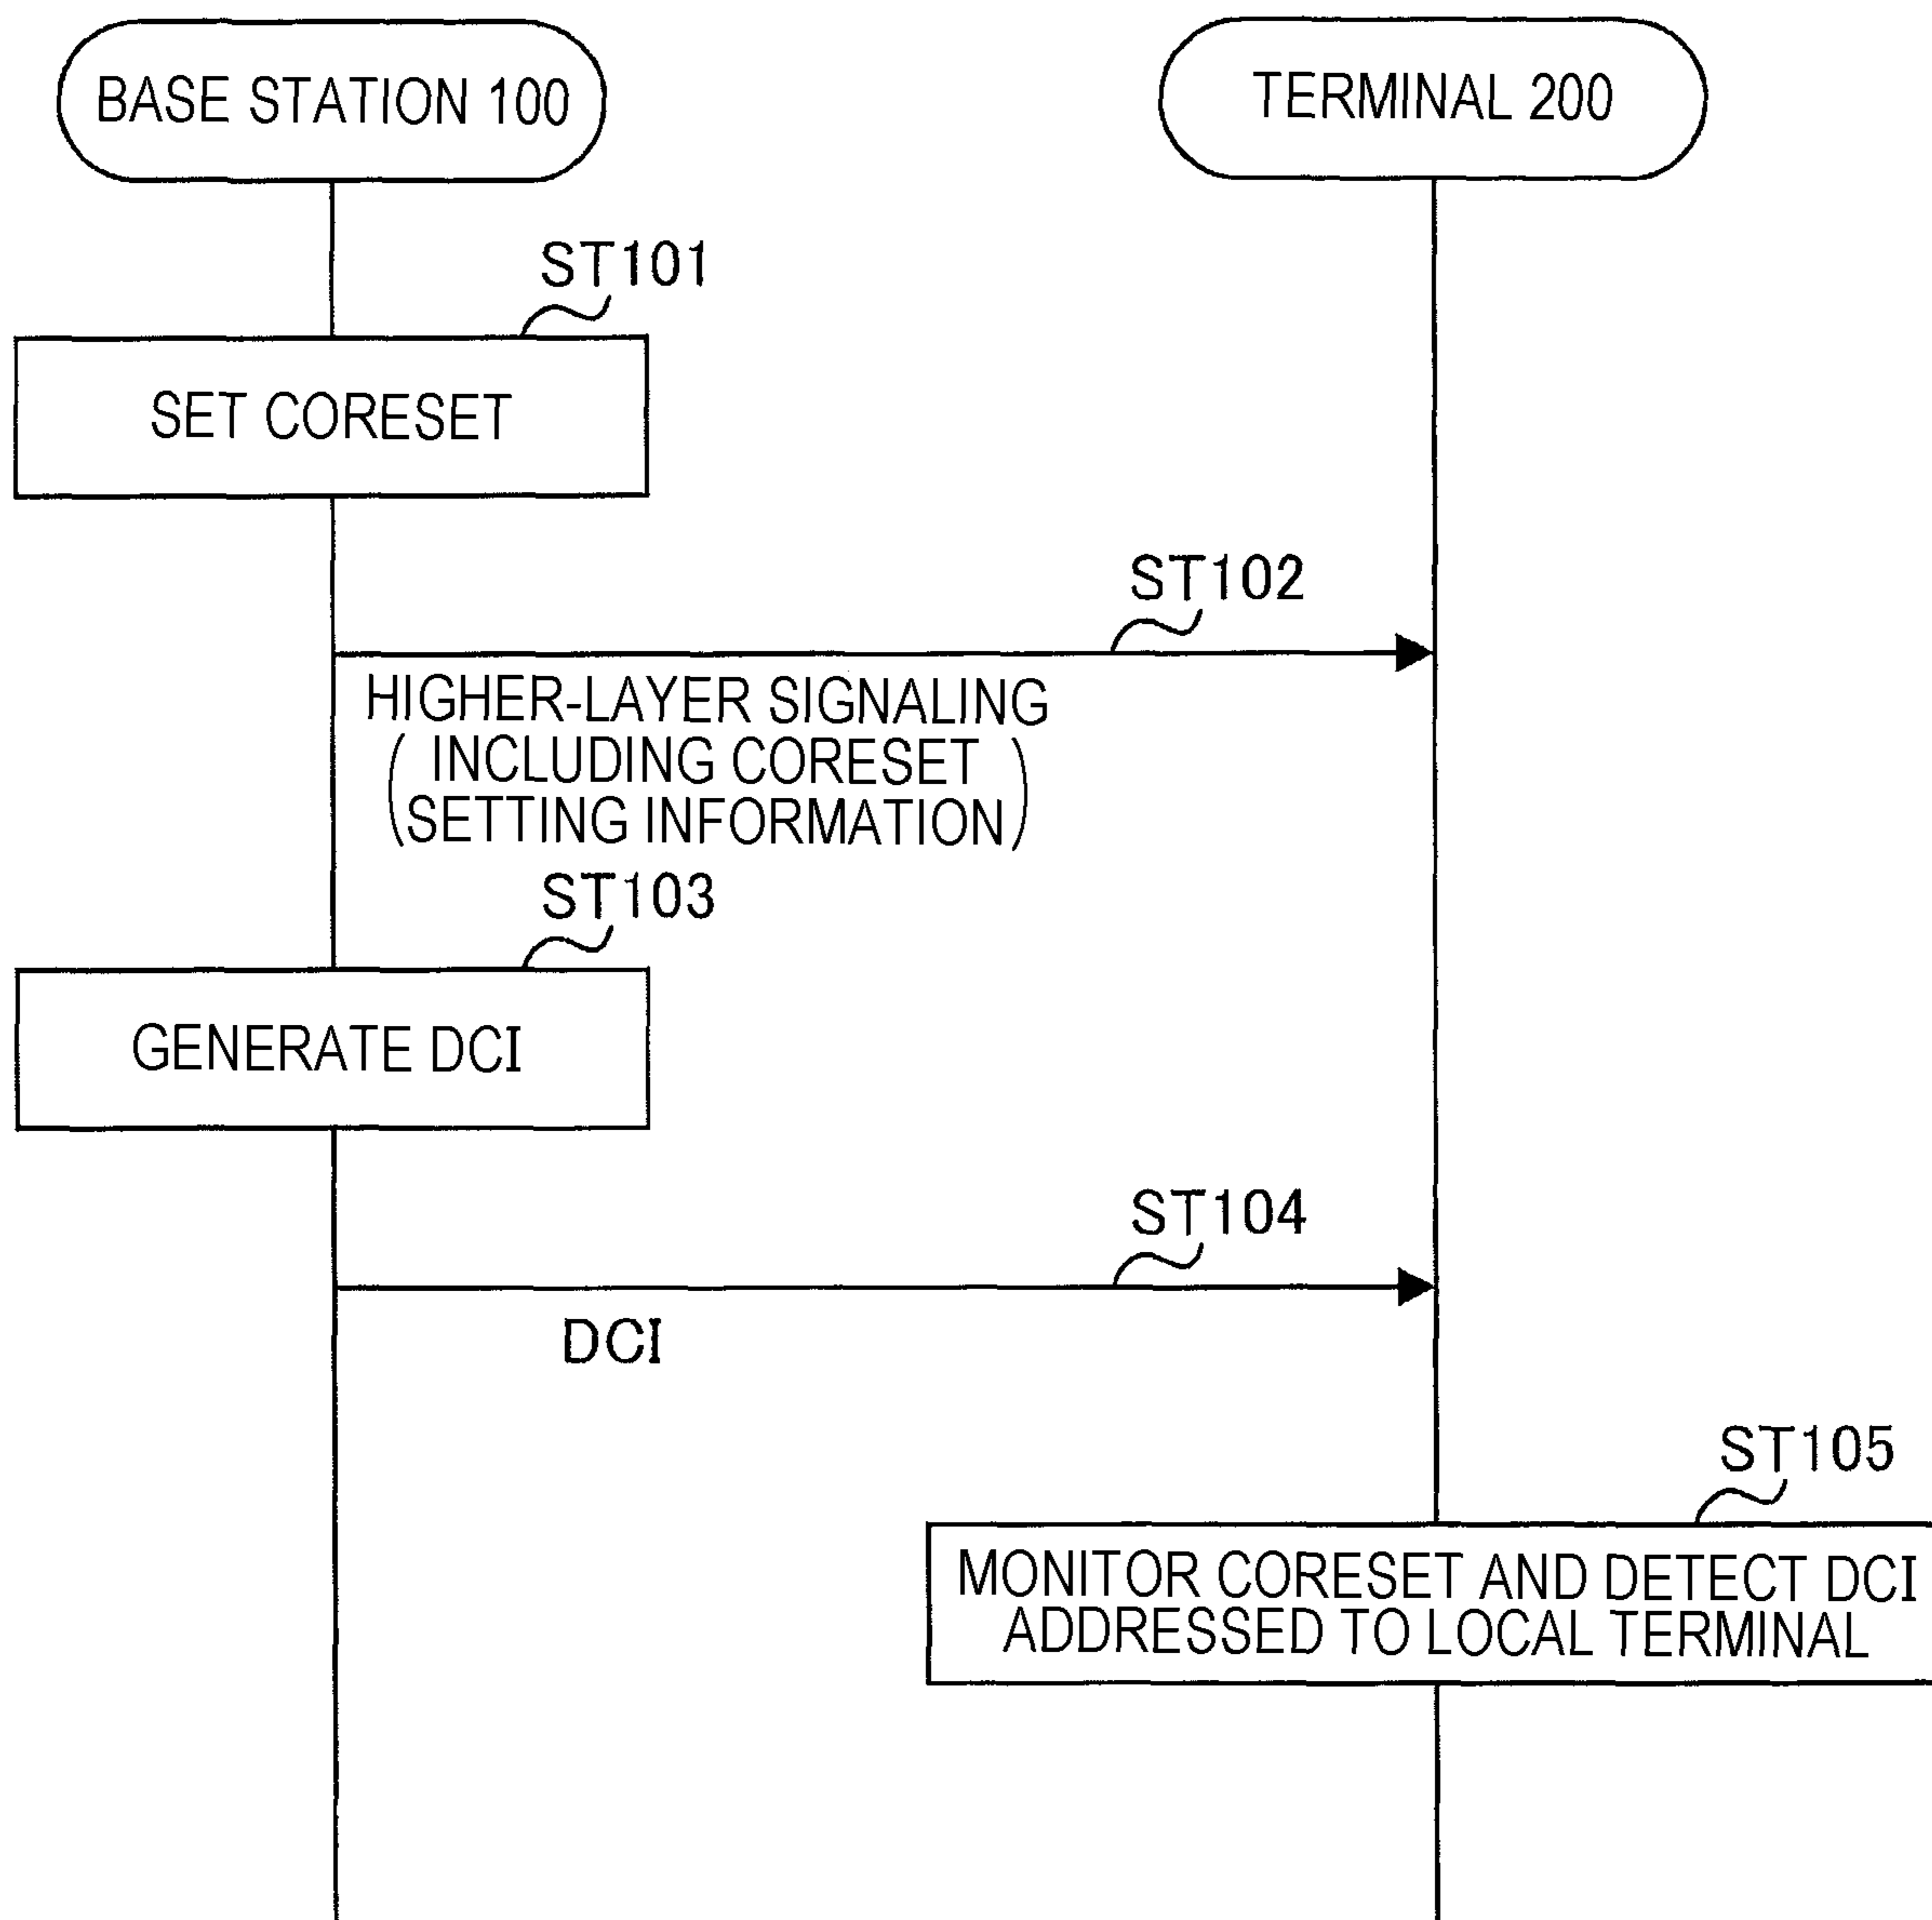 BASE STATION 100
TERMINAL 200
ST101
SET CORESET
ST102
HIGHER-LAYER SIGNALING
(INCLUDING CORESET
SETTING INFORMATION)
ST103
GENERATE DCI
ST104
DCI
ST105
MONITOR CORESET AND DETECT DCI
ADDRESSED TO LOCAL TERMINAL